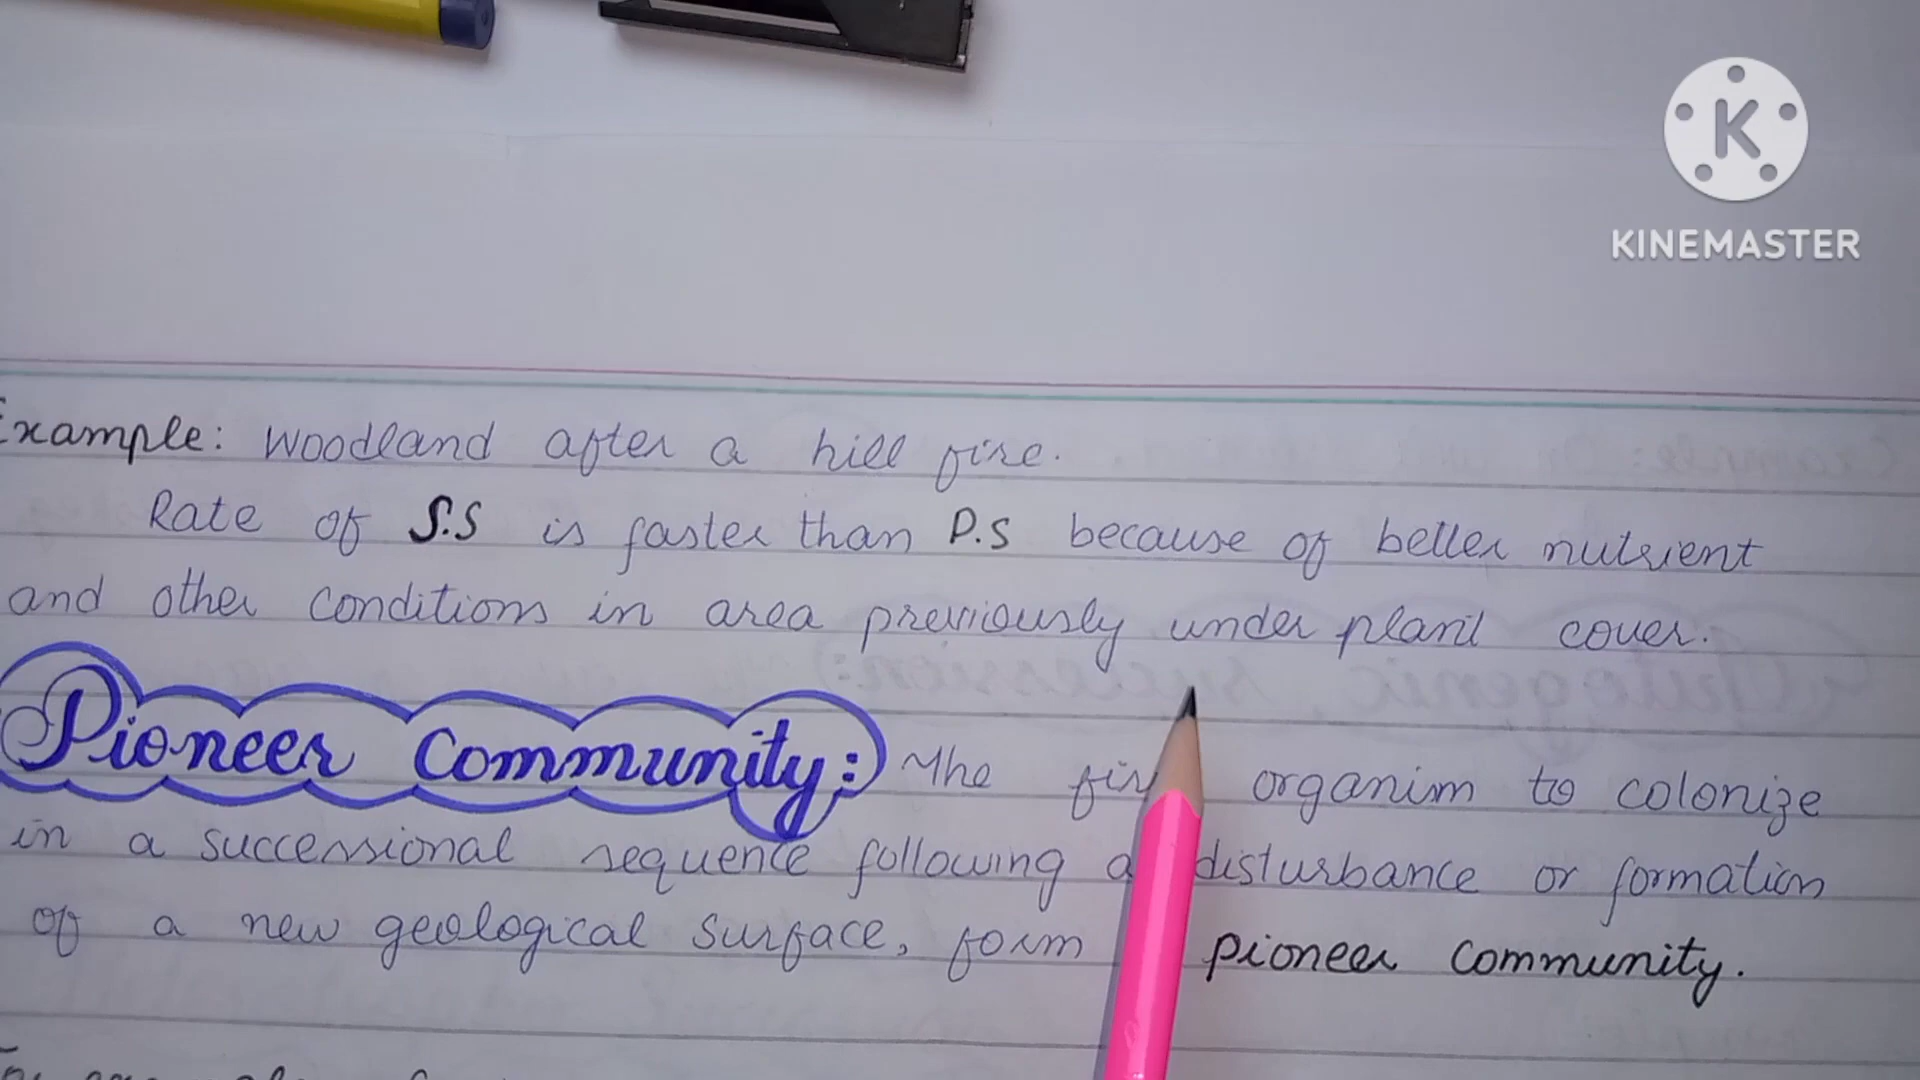 KINEMASTER
Example: Woodland after a hill fire.
Rate of S.S is faster than P.S because of better nutrient
and other conditions in area previously under plant cover.
Pioneer Community: The organim to colonize
in a successional sequence following a disturbance or formation
of a new geological surface, form pioneer community.